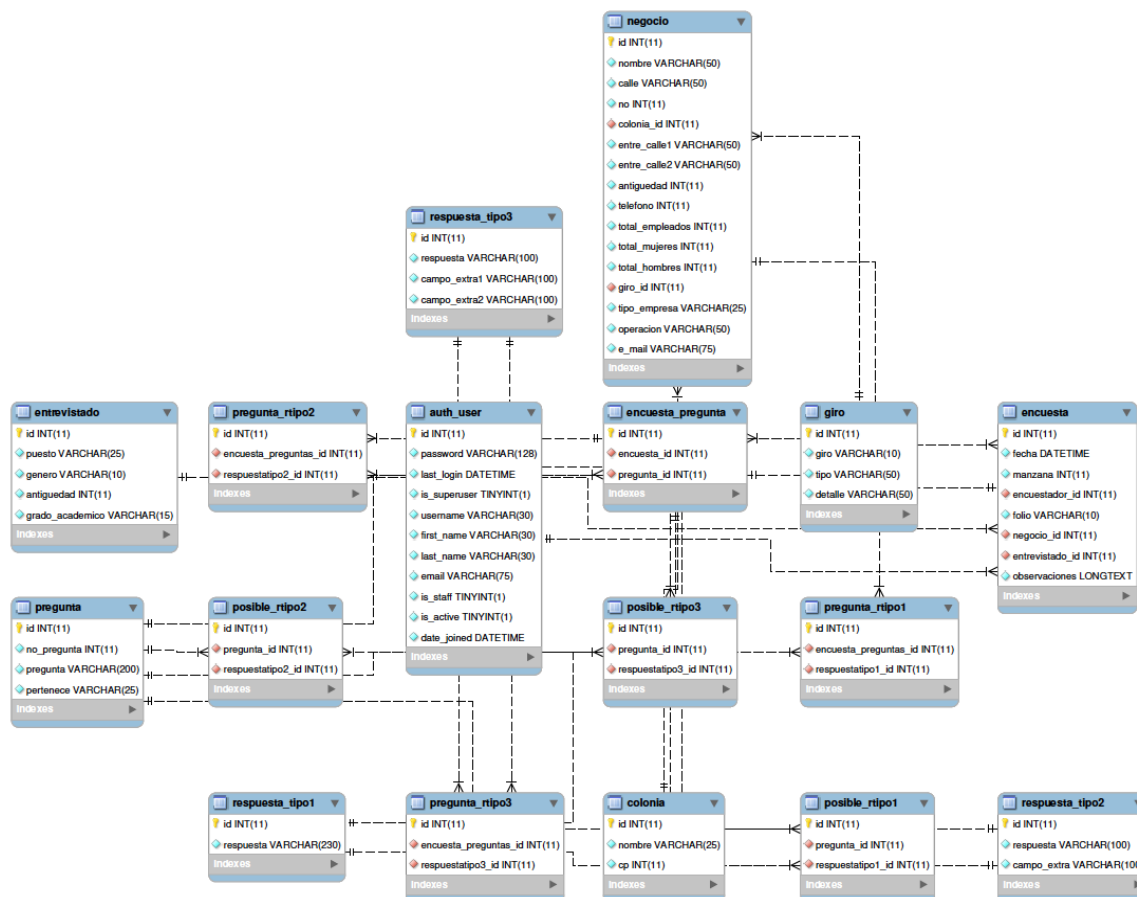 negocio
id INT(11)
nombre VARCHAR(50)
calle VARCHAR(50)
no INT(11)
colonia_id INT(11)
entre_calle1 VARCHAR(50)
entre_calle2 VARCHAR(50)
antiguedad INT(11)
telefono INT(11)
total_empleados INT(11)
total_mujeres INT(11)
total_hombres INT(11)
giro_id INT(11)
tipo_empresa VARCHAR(25)
operacion VARCHAR(50)
e_mail VARCHAR(75)
Indexes
respuesta_tipo3
id INT(11)
respuesta VARCHAR(100)
campo_extra1 VARCHAR(100)
campo_extra2 VARCHAR(100)
Indexes
entrevistado
id INT(11)
puesto VARCHAR(25)
genero VARCHAR(10)
antiguedad INT(11)
grado_academico VARCHAR(15)
Indexes
pregunta_rtipo2
id INT(11)
encuesta_preguntas_id INT(11)
respuestatipo2_id INT(11)
Indexes
auth_user
id INT(11)
password VARCHAR(128)
last_login DATETIME
is_superuser TINYINT(1)
username VARCHAR(30)
first_name VARCHAR(30)
last_name VARCHAR(30)
email VARCHAR(75)
is_staff TINYINT(1)
is_active TINYINT(1)
date_joined DATETIME
Indexes
encuesta_pregunta
id INT(11)
encuesta_id INT(11)
pregunta_id INT(11)
Indexes
giro
id INT(11)
giro VARCHAR(10)
tipo VARCHAR(50)
detalle VARCHAR(50)
Indexes
encuesta
id INT(11)
fecha DATETIME
manzana INT(11)
encuestador_id INT(11)
folio VARCHAR(10)
negocio_id INT(11)
entrevistado_id INT(11)
observaciones LONGTEXT
Indexes
pregunta
id INT(11)
no_pregunta INT(11)
pregunta VARCHAR(200)
pertenece VARCHAR(25)
Indexes
posible_rtipo2
id INT(11)
pregunta_id INT(11)
respuestatipo2_id INT(11)
Indexes
posible_rtipo3
id INT(11)
pregunta_id INT(11)
respuestatipo3_id INT(11)
Indexes
pregunta_rtipo1
id INT(11)
encuesta_preguntas_id INT(11)
respuestatipo1_id INT(11)
Indexes
respuesta_tipo1
id INT(11)
respuesta VARCHAR(230)
Indexes
pregunta_rtipo3
id INT(11)
encuesta_preguntas_id INT(11)
respuestatipo3_id INT(11)
Indexes
colonia
id INT(11)
nombre VARCHAR(25)
cp INT(11)
Indexes
posible_rtipo1
id INT(11)
pregunta_id INT(11)
respuestatipo1_id INT(11)
Indexes
respuesta_tipo2
id INT(11)
respuesta VARCHAR(100)
campo_extra VARCHAR(100
Indexes